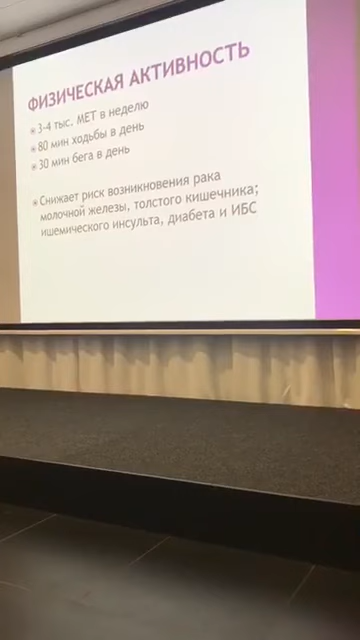 ФИЗИЧЕСКАЯ АКТИВНОСТЬ
3-4 тыс. МЕТ в неделю
80 мин ходьбы в день
30 мин бега в день
Снижает риск возникновения рака
молочной железы, толстого кишечника;
ишемического инсульта, диабета и ИБС